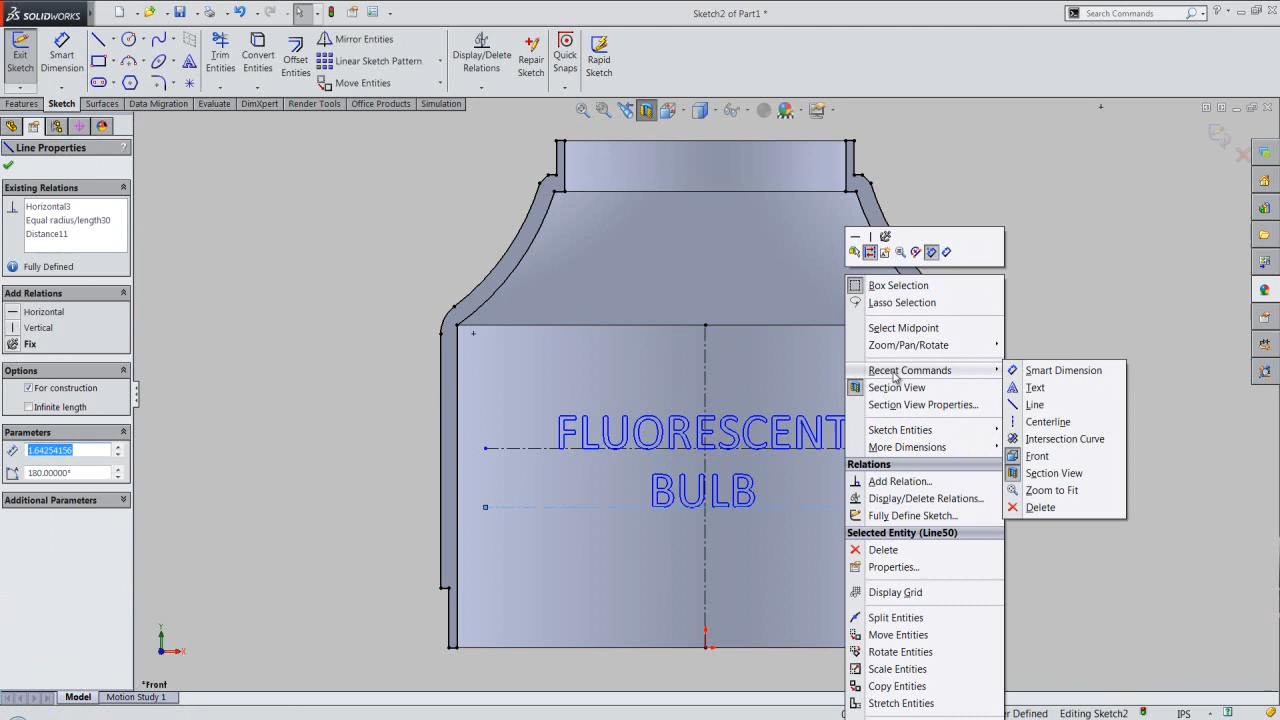 SOLIDWORKS
Sketch2 of Part1 *
Search Commands
Exit Sketch
Smart Dimension
Trim Entities
Convert Entities
Offset Entities
Mirror Entities
Linear Sketch Pattern
Move Entities
Display/Delete Relations
Repair Sketch
Quick Snaps
Rapid Sketch
Features
Sketch
Surfaces
Data Migration
Evaluate
DimXpert
Render Tools
Office Products
Simulation
Line Properties
?
Existing Relations
Horizontal3
Equal radius/length30
Distance11
Fully Defined
Add Relations
Horizontal
Vertical
Fix
Options
For construction
Infinite length
Parameters
1.64254156
180.00000°
Additional Parameters
FLUORESCENT
BULB
Y
X
*Front
Box Selection
Lasso Selection
Select Midpoint
Zoom/Pan/Rotate
Recent Commands
Section View
Section View Properties...
Sketch Entities
More Dimensions
Relations
Add Relation...
Display/Delete Relations...
Fully Define Sketch...
Selected Entity (Line50)
Delete
Properties...
Display Grid
Split Entities
Move Entities
Rotate Entities
Scale Entities
Copy Entities
Stretch Entities
Smart Dimension
Text
Line
Centerline
Intersection Curve
Front
Section View
Zoom to Fit
Delete
Model
Motion Study 1
Defined
Editing Sketch2
IPS